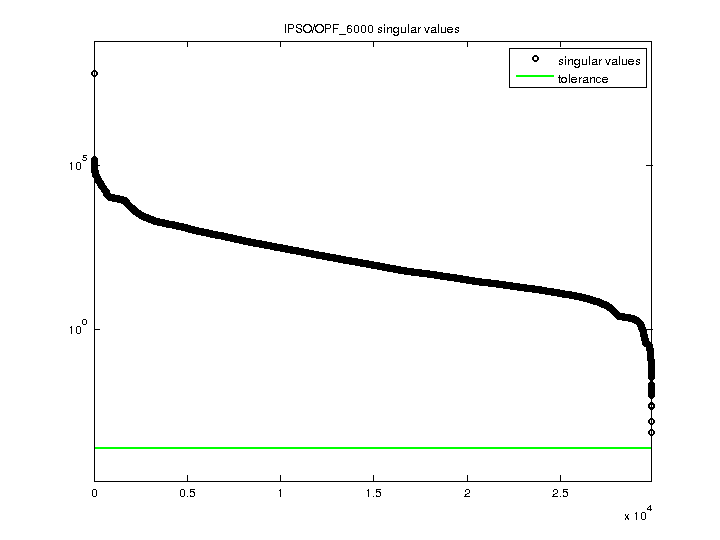 IPSO/OPF_6000 singular values
singular values
tolerance
10^5
10^0
0 0.5 1 1.5 2 2.5
x 10^4